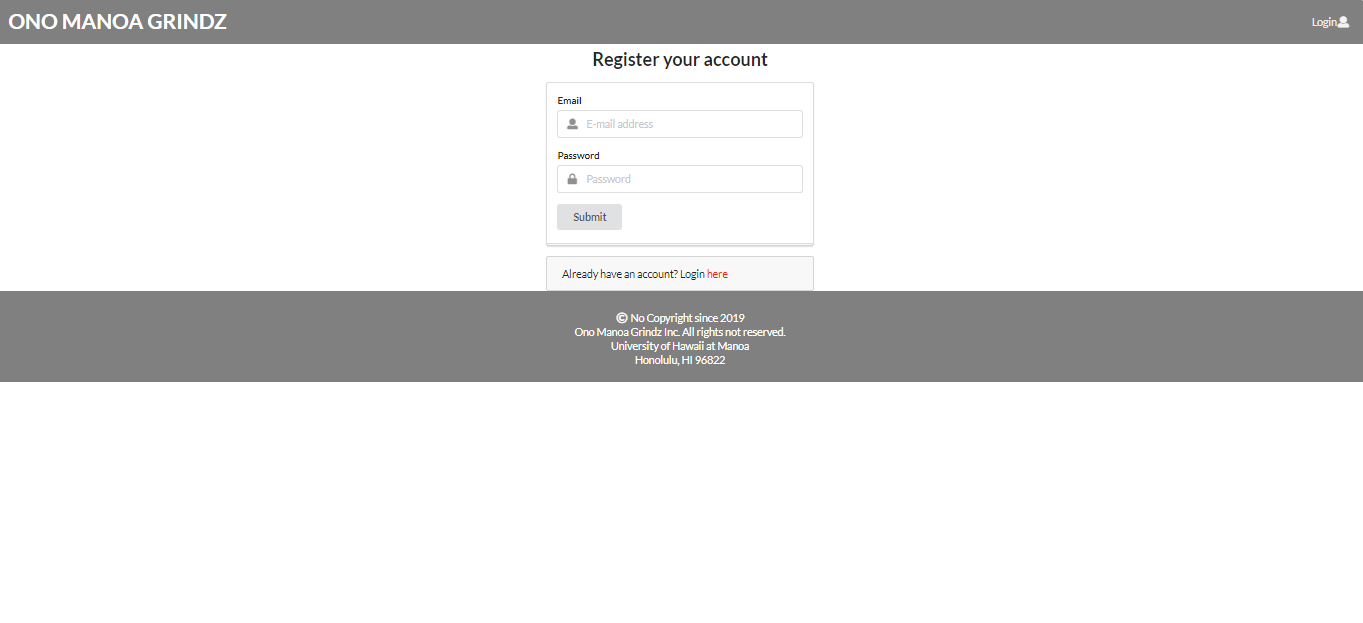 ONO MANOA GRINDZ
Login
Register your account
Email
E-mail address
Password
Password
Submit
Already have an account? Login here
© No Copyright since 2019
Ono Manoa Grindz Inc. All rights not reserved.
University of Hawaii at Manoa
Honolulu, HI 96822